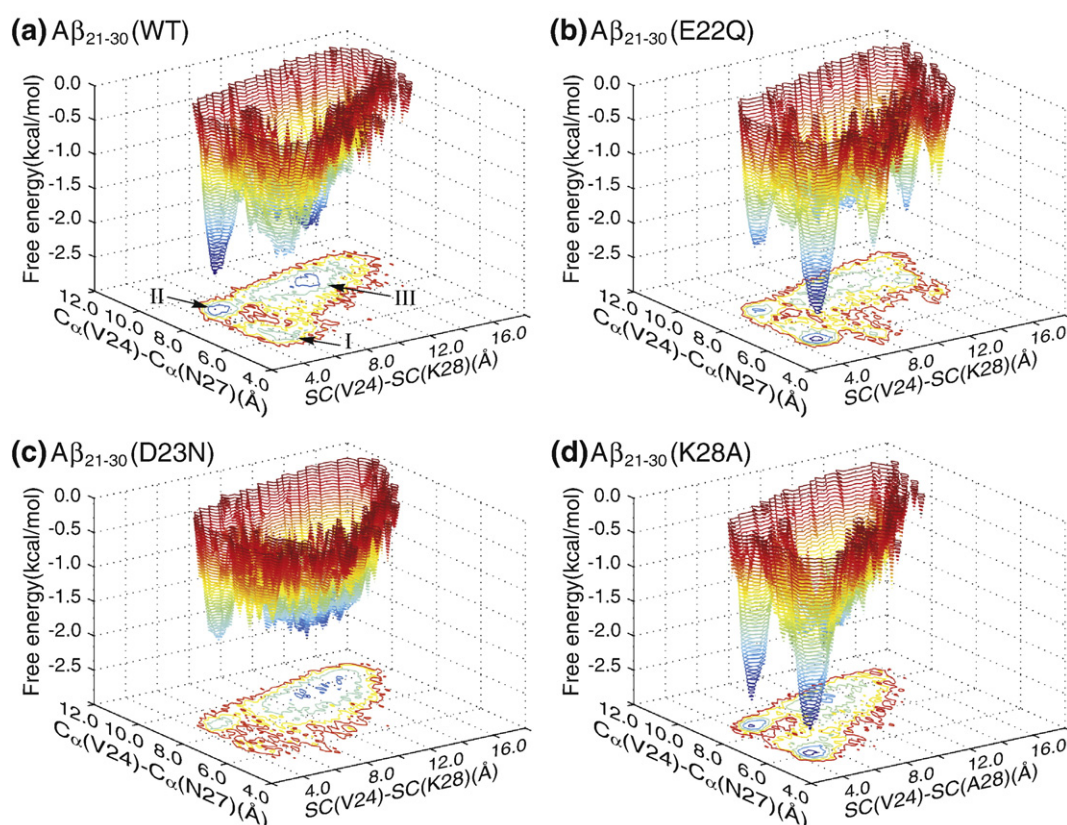 (a) Aβ21-30(WT)
Free energy(kcal/mol)
0.0
-0.5
-1.0
-1.5
-2.0
-2.5
12.0 10.0 8.0 6.0 4.0
Cα(V24)-Cα(N27)(Å)
4.0 8.0 12.0 16.0
SC(V24)-SC(K28)(Å)
II
III
I
(b) Aβ21-30(E22Q)
Free energy(kcal/mol)
0.0
-0.5
-1.0
-1.5
-2.0
-2.5
12.0 10.0 8.0 6.0 4.0
Cα(V24)-Cα(N27)(Å)
4.0 8.0 12.0 16.0
SC(V24)-SC(K28)(Å)
(c) Aβ21-30(D23N)
Free energy(kcal/mol)
0.0
-0.5
-1.0
-1.5
-2.0
-2.5
12.0 10.0 8.0 6.0 4.0
Cα(V24)-Cα(N27)(Å)
4.0 8.0 12.0 16.0
SC(V24)-SC(K28)(Å)
(d) Aβ21-30(K28A)
Free energy(kcal/mol)
0.0
-0.5
-1.0
-1.5
-2.0
-2.5
12.0 10.0 8.0 6.0 4.0
Cα(V24)-Cα(N27)(Å)
4.0 8.0 12.0 16.0
SC(V24)-SC(A28)(Å)